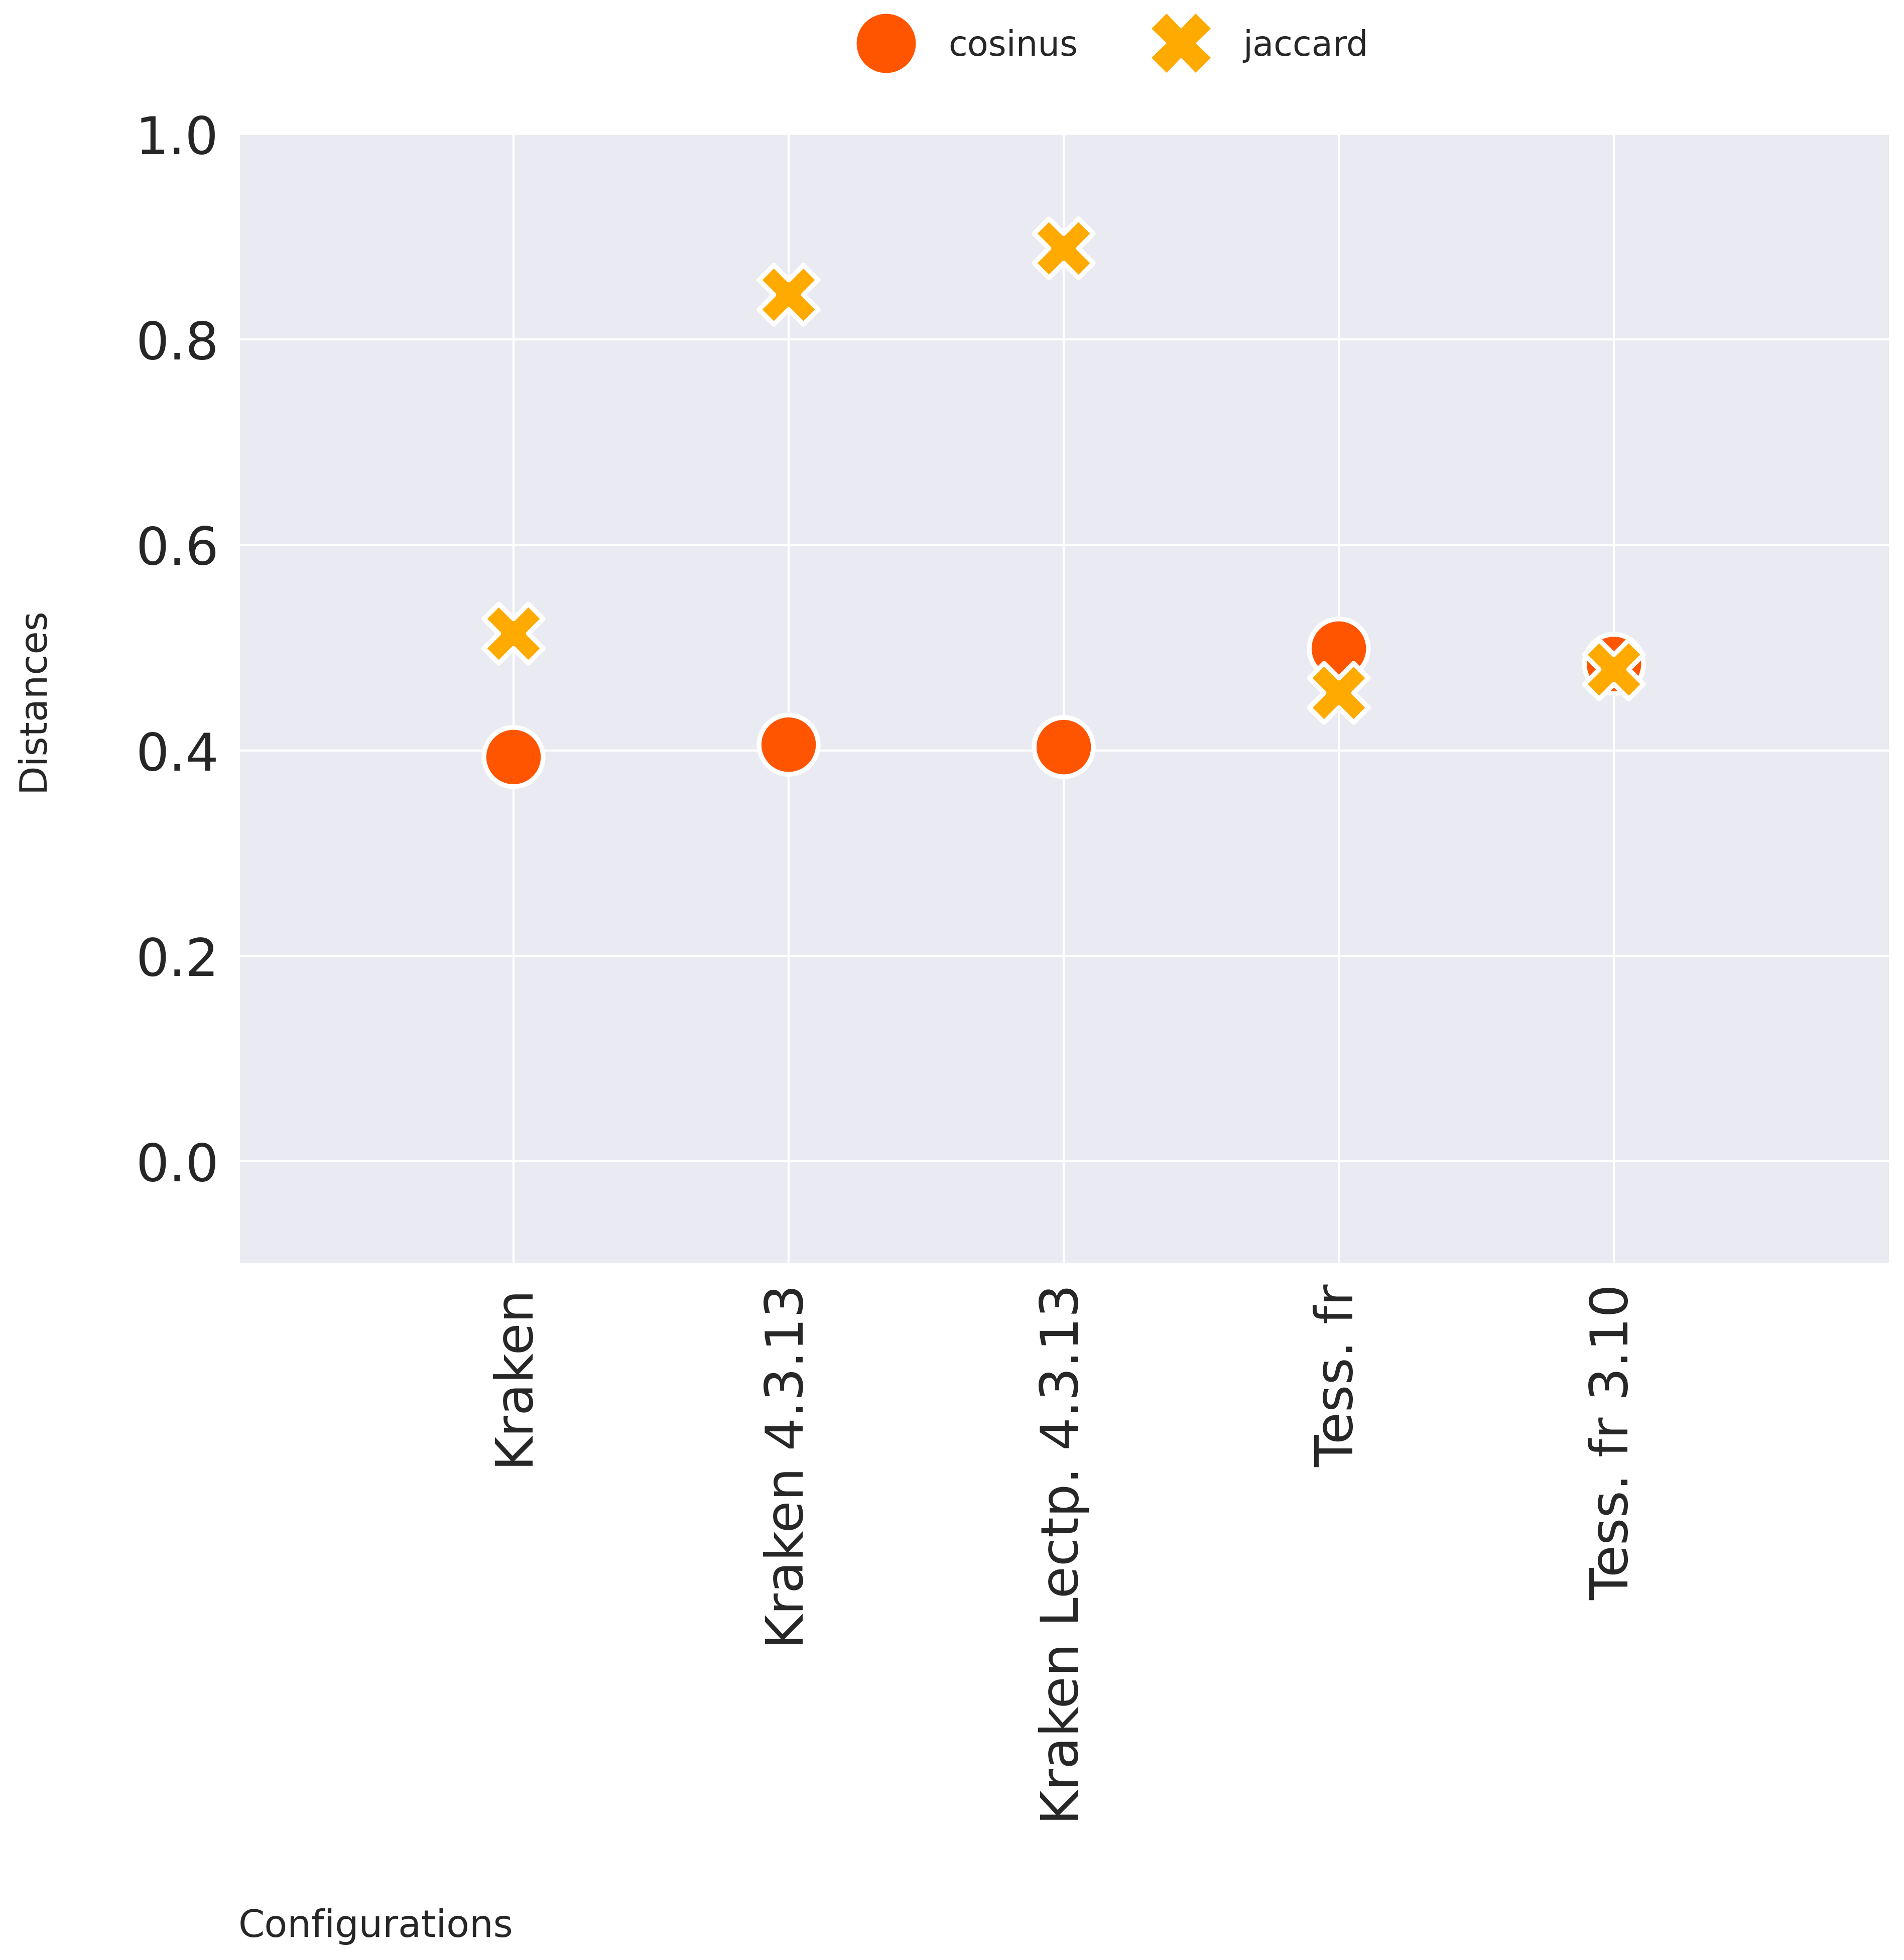 cosinus jaccard
1.0
0.8
0.6
0.4
0.2
0.0
Distances
Kraken
Kraken 4.3.13
Kraken Lectp. 4.3.13
Tess. fr
Tess. fr 3.10
Configurations